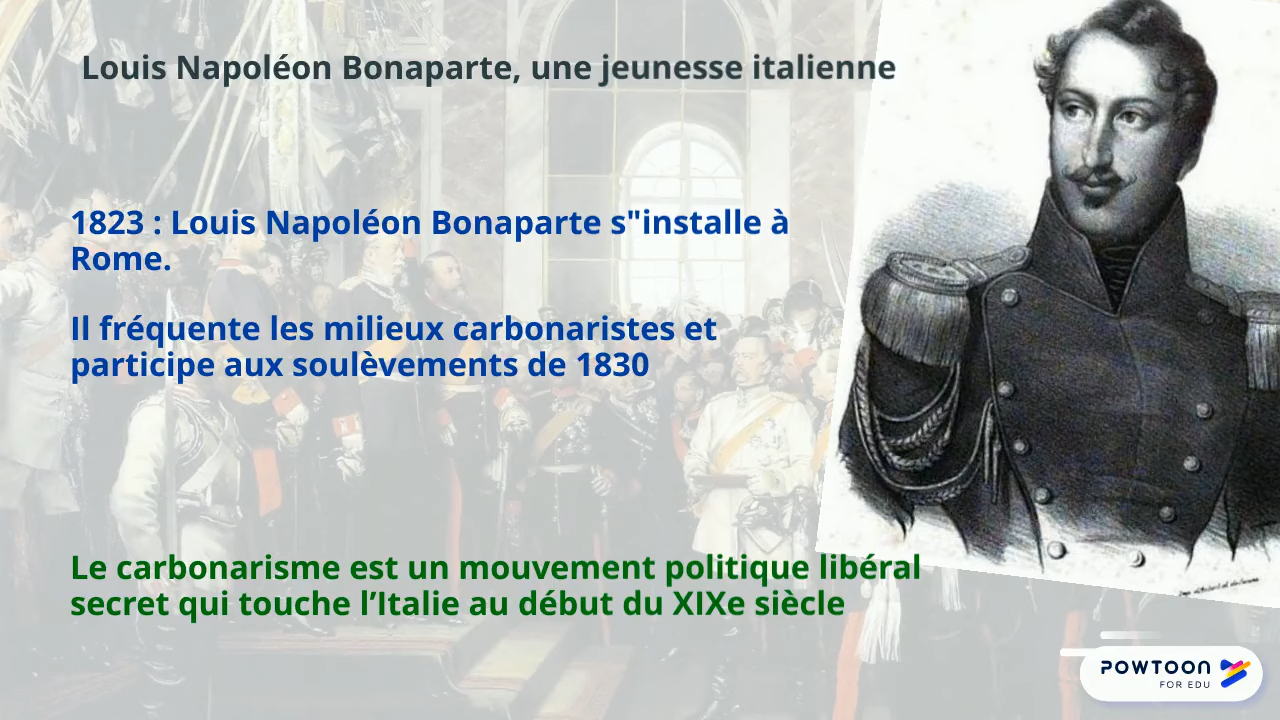 Louis Napoléon Bonaparte, une jeunesse italienne
1823 : Louis Napoléon Bonaparte s"installe à
Rome.
Il fréquente les milieux carbonaristes et
participe aux soulèvements de 1830
Le carbonarisme est un mouvement politique libéral
secret qui touche l’Italie au début du XIXe siècle
POWTOON
FOR EDU